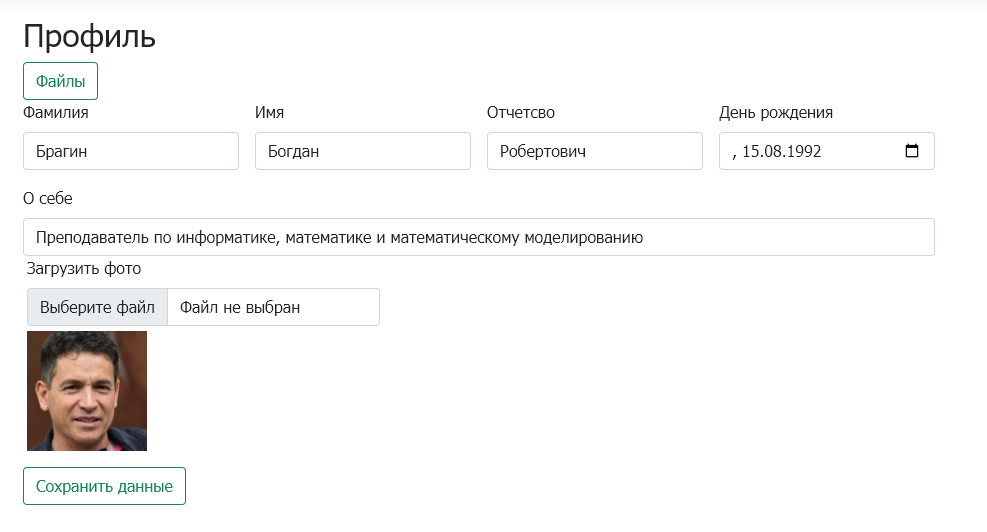 Профиль
Файлы
Фамилия Имя Отчетсво День рождения
Брагин Богдан Робертович , 15.08.1992
О себе
Преподаватель по информатике, математике и математическому моделированию
Загрузить фото
Выберите файл Файл не выбран
Сохранить данные